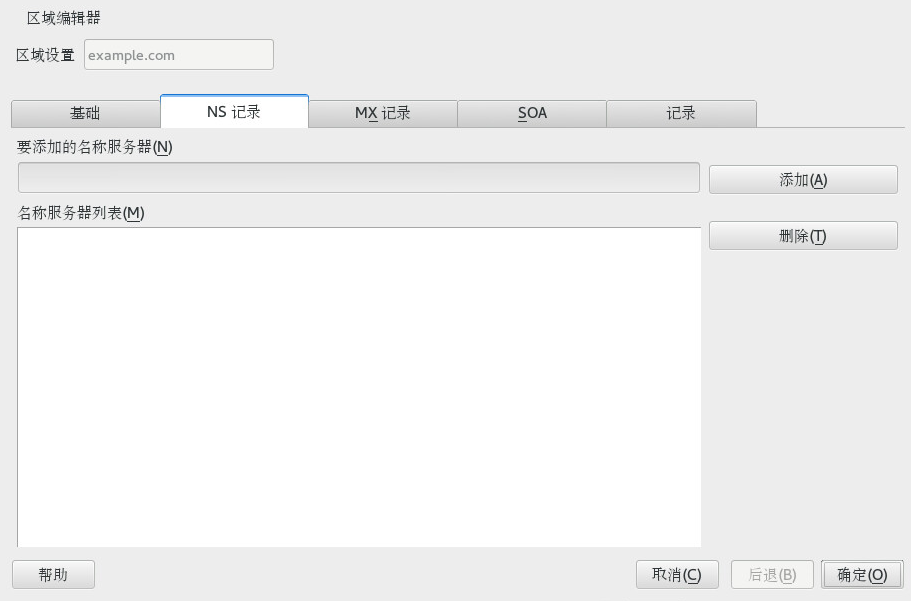 区域编辑器
区域设置 example.com
基础 NS 记录 MX 记录 SOA 记录
要添加的名称服务器(N)
添加(A)
名称服务器列表(M)
删除(T)
帮助 取消(C) 后退(B) 确定(O)